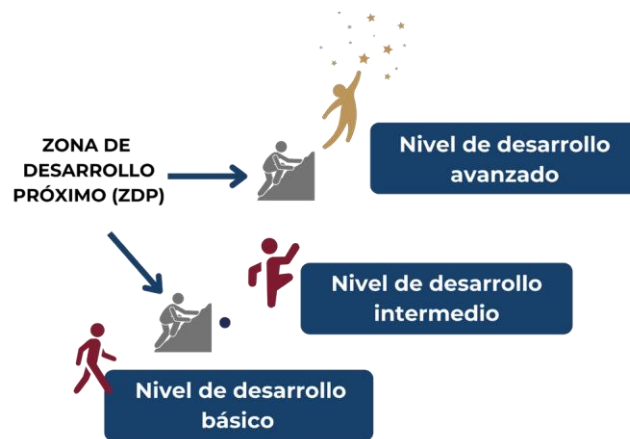 ZONA DE
DESARROLLO
PRÓXIMO (ZDP)
Nivel de desarrollo
avanzado
Nivel de desarrollo
intermedio
Nivel de desarrollo
básico